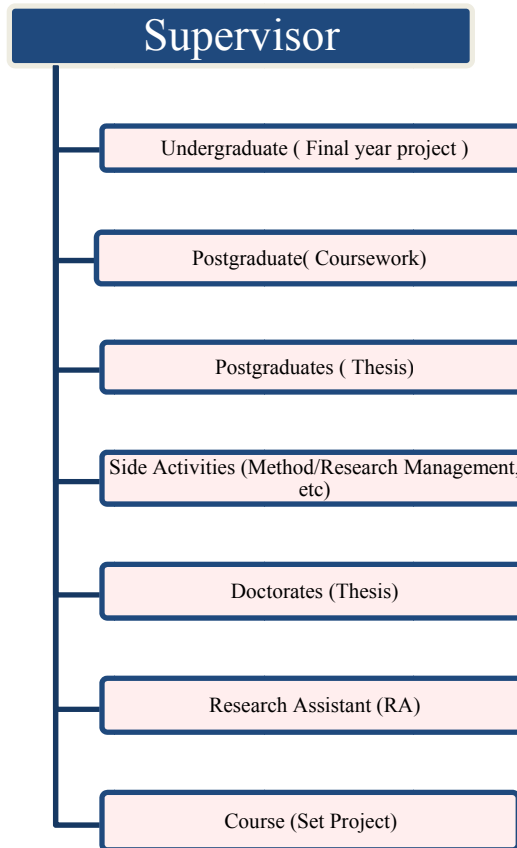 Supervisor
Undergraduate ( Final year project )
Postgraduate( Coursework)
Postgraduates ( Thesis)
Side Activities (Method/Research Management,
etc)
Doctorates (Thesis)
Research Assistant (RA)
Course (Set Project)